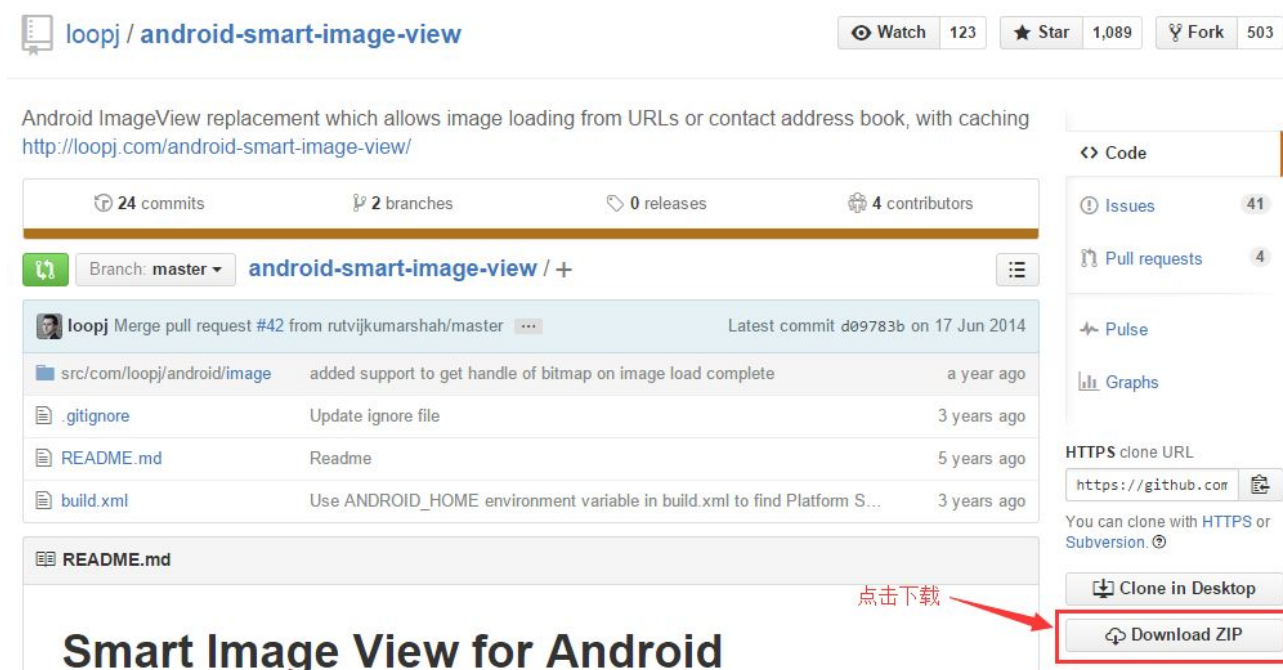 loopj / android-smart-image-view
Watch 123 Star 1,089 Fork 503
Android ImageView replacement which allows image loading from URLs or contact address book, with caching
http://loopj.com/android-smart-image-view/
24 commits 2 branches 0 releases 4 contributors
Branch: master android-smart-image-view / +
loopj Merge pull request #42 from rutvijkumarshah/master ... Latest commit d09783b on 17 Jun 2014
src/com/loopj/android/image added support to get handle of bitmap on image load complete a year ago
.gitignore Update ignore file 3 years ago
README.md Readme 5 years ago
build.xml Use ANDROID_HOME environment variable in build.xml to find Platform S... 3 years ago
README.md
Smart Image View for Android
Code
Issues 41
Pull requests 4
Pulse
Graphs
HTTPS clone URL
https://github.com
You can clone with HTTPS or
Subversion.
Clone in Desktop
点击下载
Download ZIP